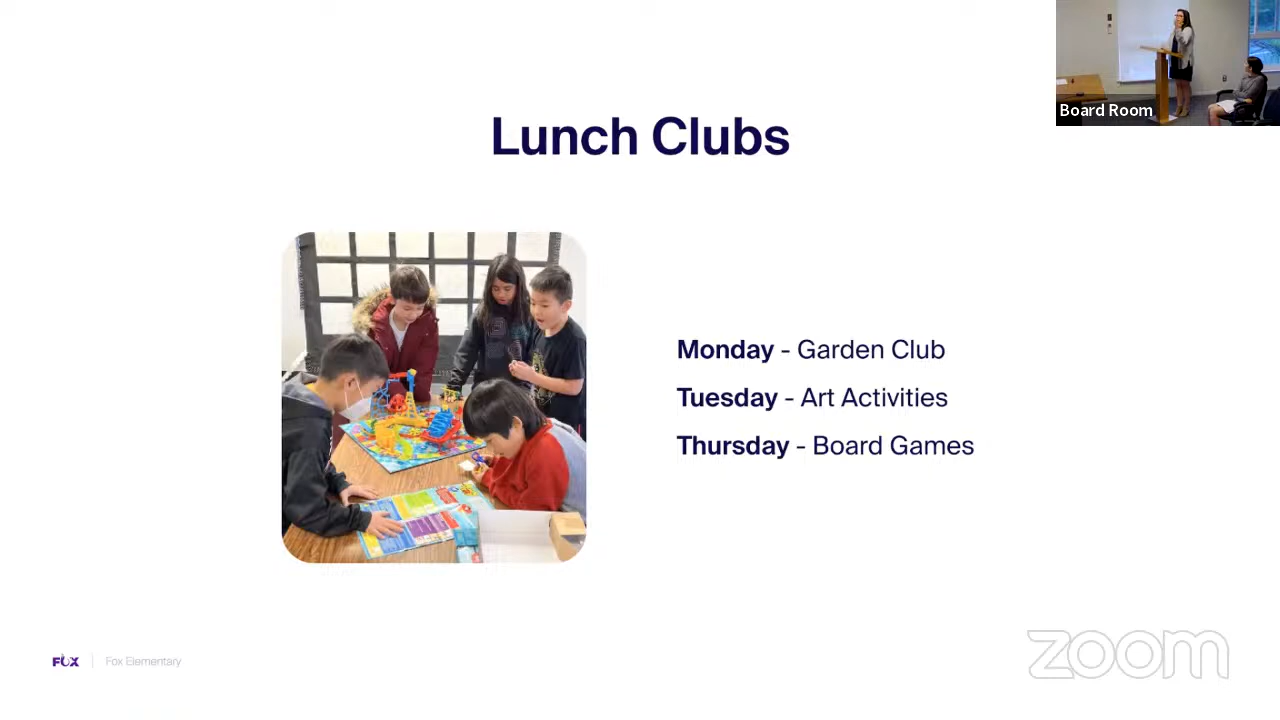 Board Room
Lunch Clubs
Monday - Garden Club
Tuesday - Art Activities
Thursday - Board Games
FOX
Fox Elementary
zoom